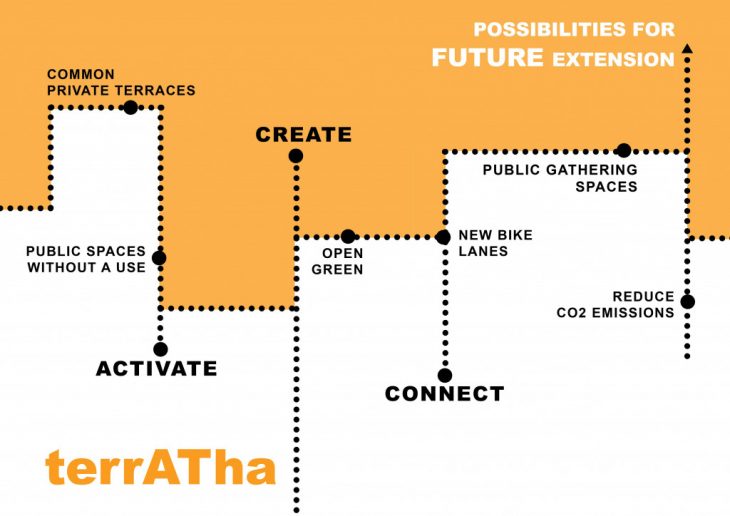 POSSIBILITIES FOR
FUTURE EXTENSION
COMMON
PRIVATE TERRACES
CREATE
PUBLIC GATHERING
SPACES
PUBLIC SPACES
WITHOUT A USE
OPEN
GREEN
NEW BIKE
LANES
REDUCE
CO2 EMISSIONS
ACTIVATE
CONNECT
terrATha